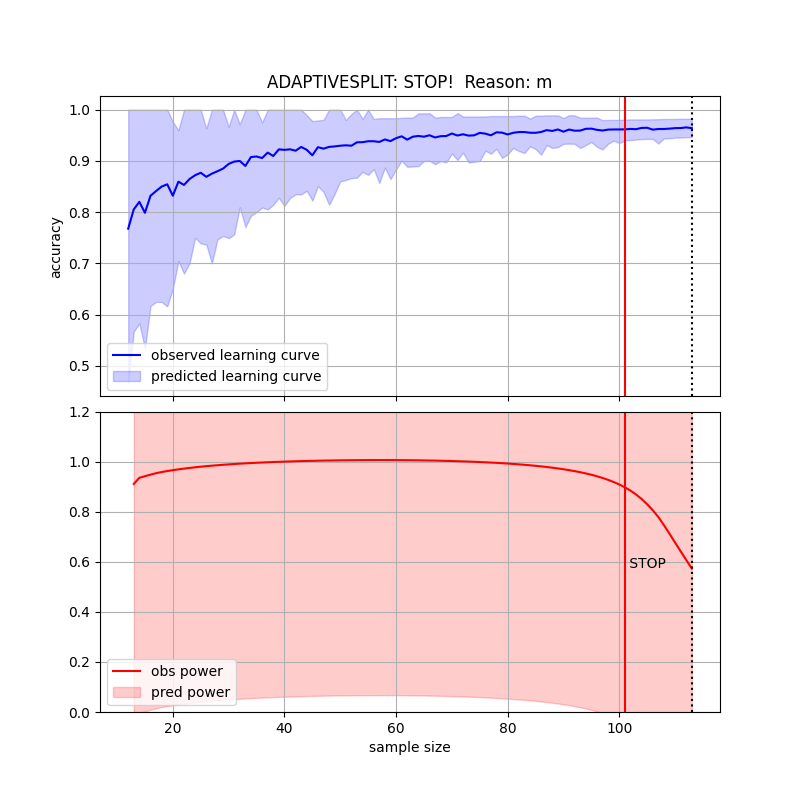 ADAPTIVESPLIT: STOP!  Reason: m
1.0
0.9
0.8
0.7
0.6
0.5
accuracy
observed learning curve
predicted learning curve
1.2
1.0
0.8
0.6
0.4
0.2
0.0
STOP
obs power
pred power
20 40 60 80 100
sample size